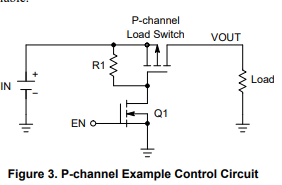 P-channel
Load Switch
VOUT
R1
IN
+
-
Load
Q1
EN
Figure 3. P-channel Example Control Circuit